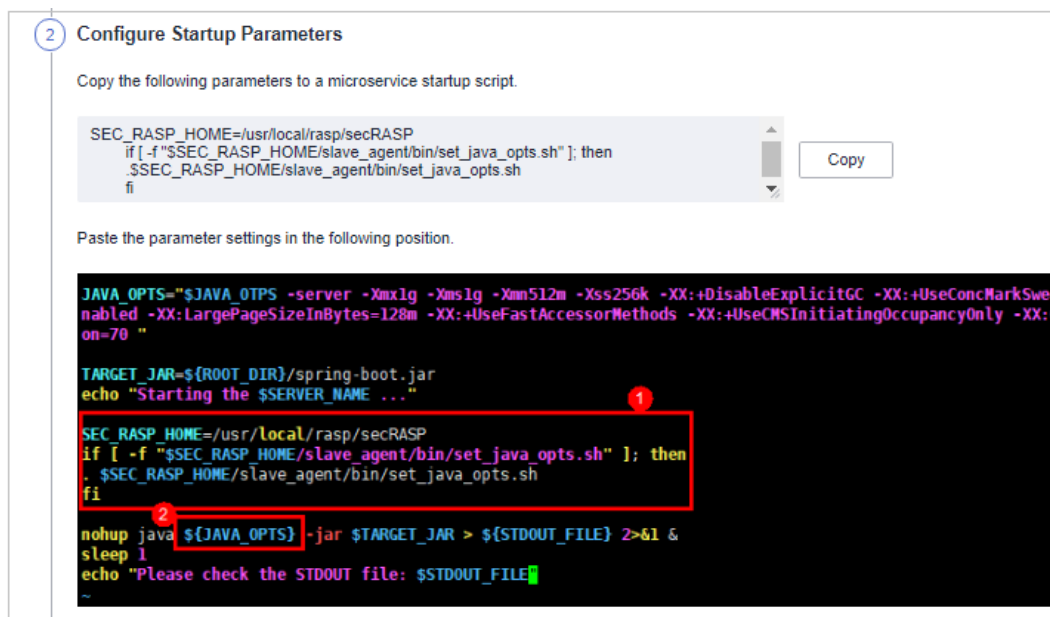 2 Configure Startup Parameters
Copy the following parameters to a microservice startup script.
SEC_RASP_HOME=/usr/local/rasp/secRASP
if [ -f "$SEC_RASP_HOME/slave_agent/bin/set_java_opts.sh" ]; then
.$SEC_RASP_HOME/slave_agent/bin/set_java_opts.sh
fi
Copy
Paste the parameter settings in the following position.
JAVA_OPTS="$JAVA_OTPS -server -Xmx1g -Xms1g -Xmn512m -Xss256k -XX:+DisableExplicitGC -XX:+UseConcMarkSwe
nabled -XX:LargePageSizeInBytes=128m -XX:+UseFastAccessorMethods -XX:+UseCMSInitiatingOccupancyOnly -XX:
on=70 "
TARGET_JAR=${ROOT_DIR}/spring-boot.jar
echo "Starting the $SERVER_NAME ..."
1
SEC_RASP_HOME=/usr/local/rasp/secRASP
if [ -f "$SEC_RASP_HOME/slave_agent/bin/set_java_opts.sh" ]; then
. $SEC_RASP_HOME/slave_agent/bin/set_java_opts.sh
fi
2
nohup java ${JAVA_OPTS} -jar $TARGET_JAR > ${STDOUT_FILE} 2>&1 &
sleep 1
echo "Please check the STDOUT file: $STDOUT_FILE"
~